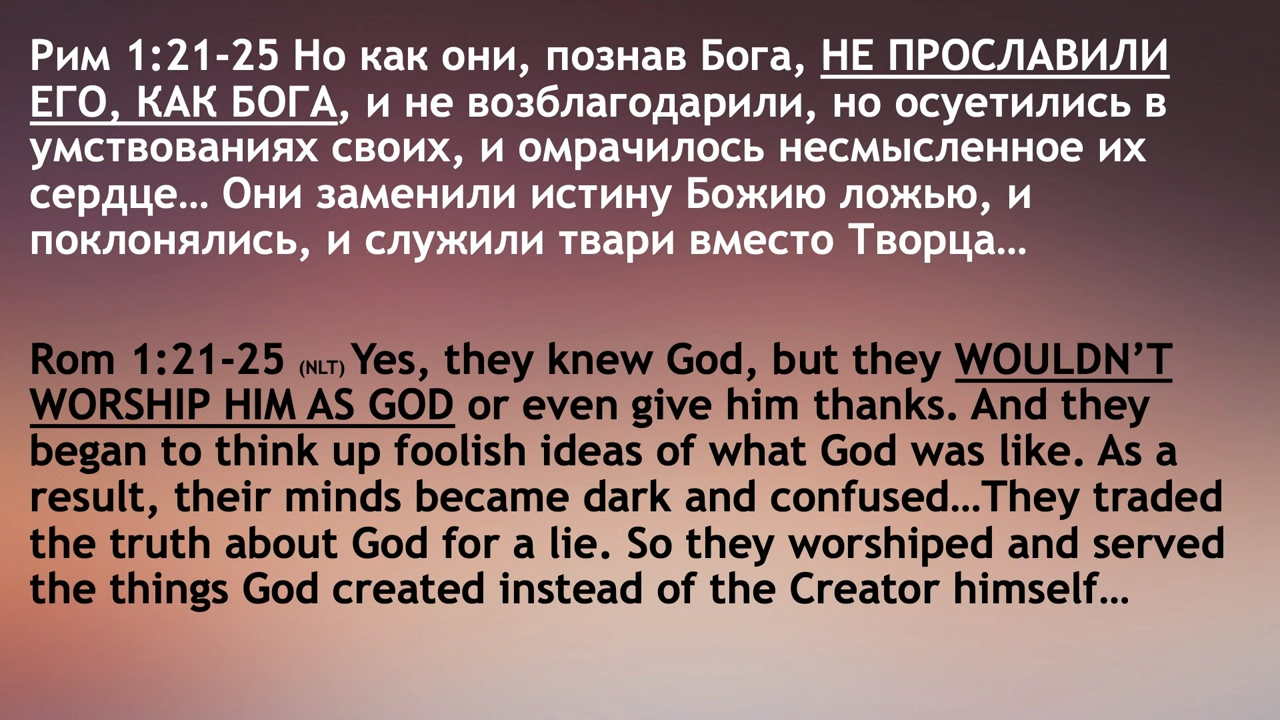 Рим 1:21-25 Но как они, познав Бога, НЕ ПРОСЛАВИЛИ
ЕГО, КАК БОГА, и не возблагодарили, но осуетились в
умствованиях своих, и омрачилось несмысленное их
сердце… Они заменили истину Божию ложью, и
поклонялись, и служили твари вместо Творца…
Rom 1:21-25 (NLT) Yes, they knew God, but they WOULDN’T
WORSHIP HIM AS GOD or even give him thanks. And they
began to think up foolish ideas of what God was like. As a
result, their minds became dark and confused…They traded
the truth about God for a lie. So they worshiped and served
the things God created instead of the Creator himself…